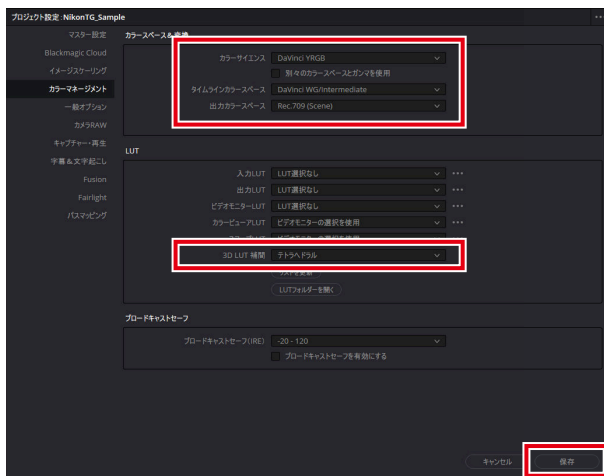 プロジェクト設定:NikonTG_Sample
マスター設定
Blackmagic Cloud
イメージスケーリング
カラーマネージメント
一般オプション
カメラRAW
キャプチャー・再生
字幕&文字起こし
Fusion
Fairlight
パスマッピング
カラースペース&変換
カラーサイエンス DaVinci YRGB
別々のカラースペースとガンマを使用
タイムラインカラースペース DaVinci WG/Intermediate
出力カラースペース Rec.709 (Scene)
LUT
入力LUT LUT選択なし
出力LUT LUT選択なし
ビデオモニターLUT LUT選択なし
カラービューアLUT ビデオモニターの選択を使用
3D LUT 補間 テトラヘドラル
リストを更新
LUTフォルダーを開く
ブロードキャストセーフ
ブロードキャストセーフ(IRE) -20 - 120
ブロードキャストセーフを有効にする
キャンセル 保存